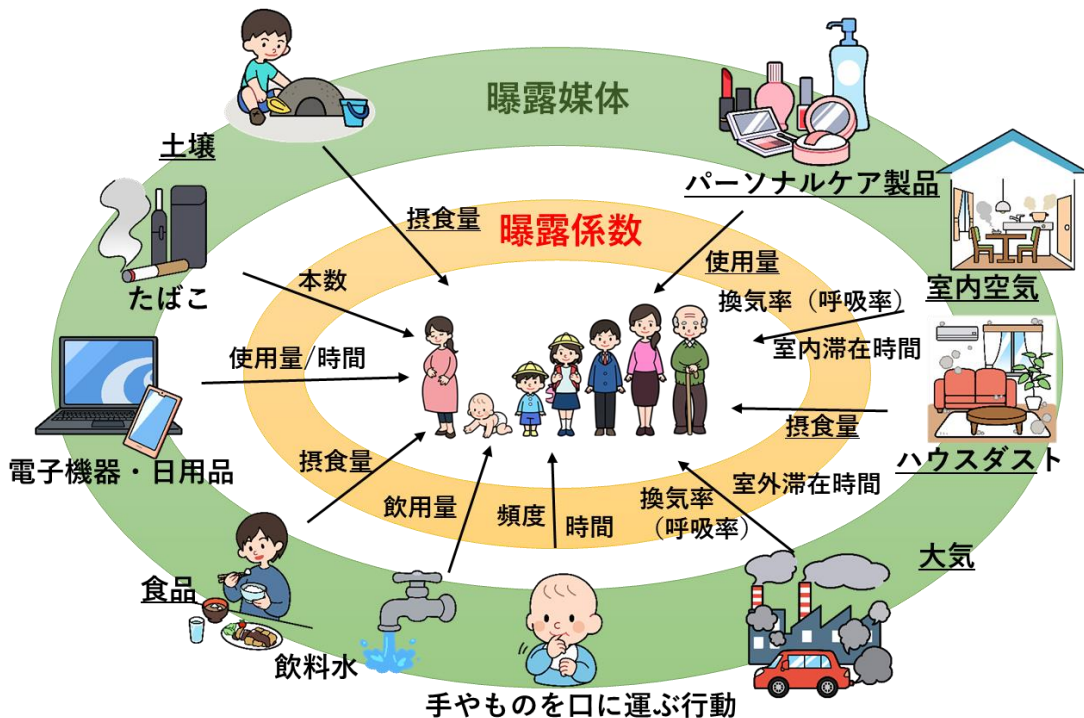 曝露媒体
土壌
パーソナルケア製品
摂食量
曝露係数
たばこ
本数
使用量
換気率（呼吸率）
室内空気
室内滞在時間
使用量/時間
電子機器・日用品
摂食量
ハウスダスト
摂食量
飲用量
頻度
時間
換気率
（呼吸率）
室外滞在時間
大気
食品
飲料水
手やものを口に運ぶ行動